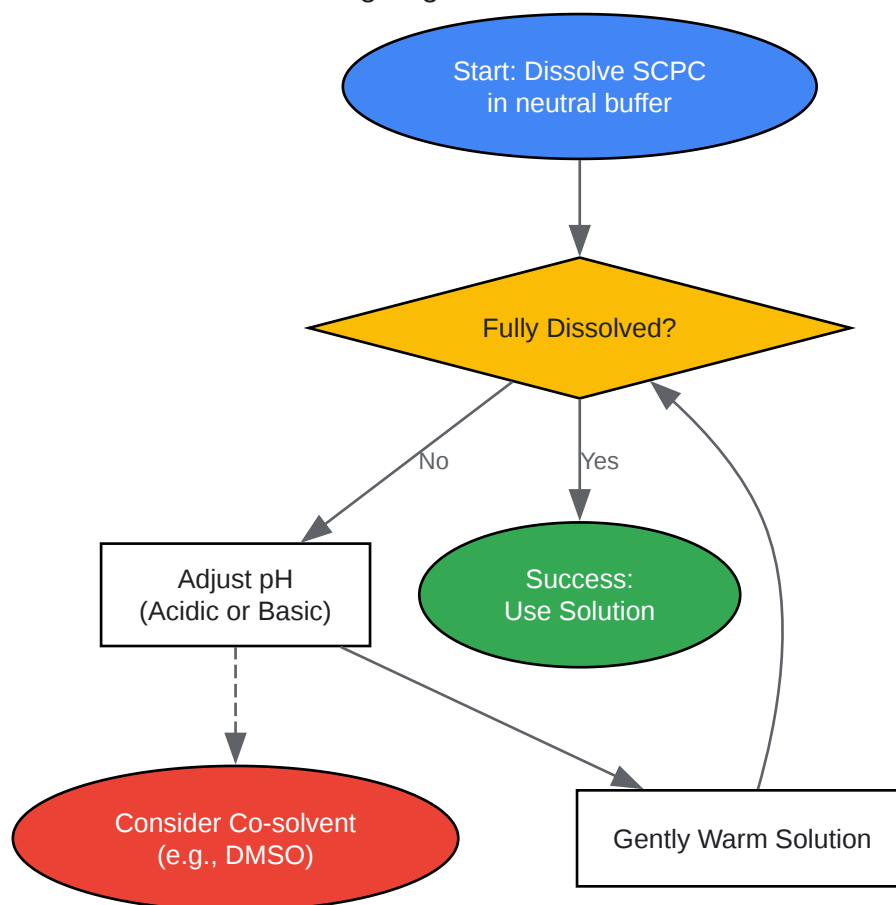 Start: Dissolve SCPC
in neutral buffer
Fully Dissolved?
No
Yes
Adjust pH
(Acidic or Basic)
Success:
Use Solution
Consider Co-solvent
(e.g., DMSO)
Gently Warm Solution